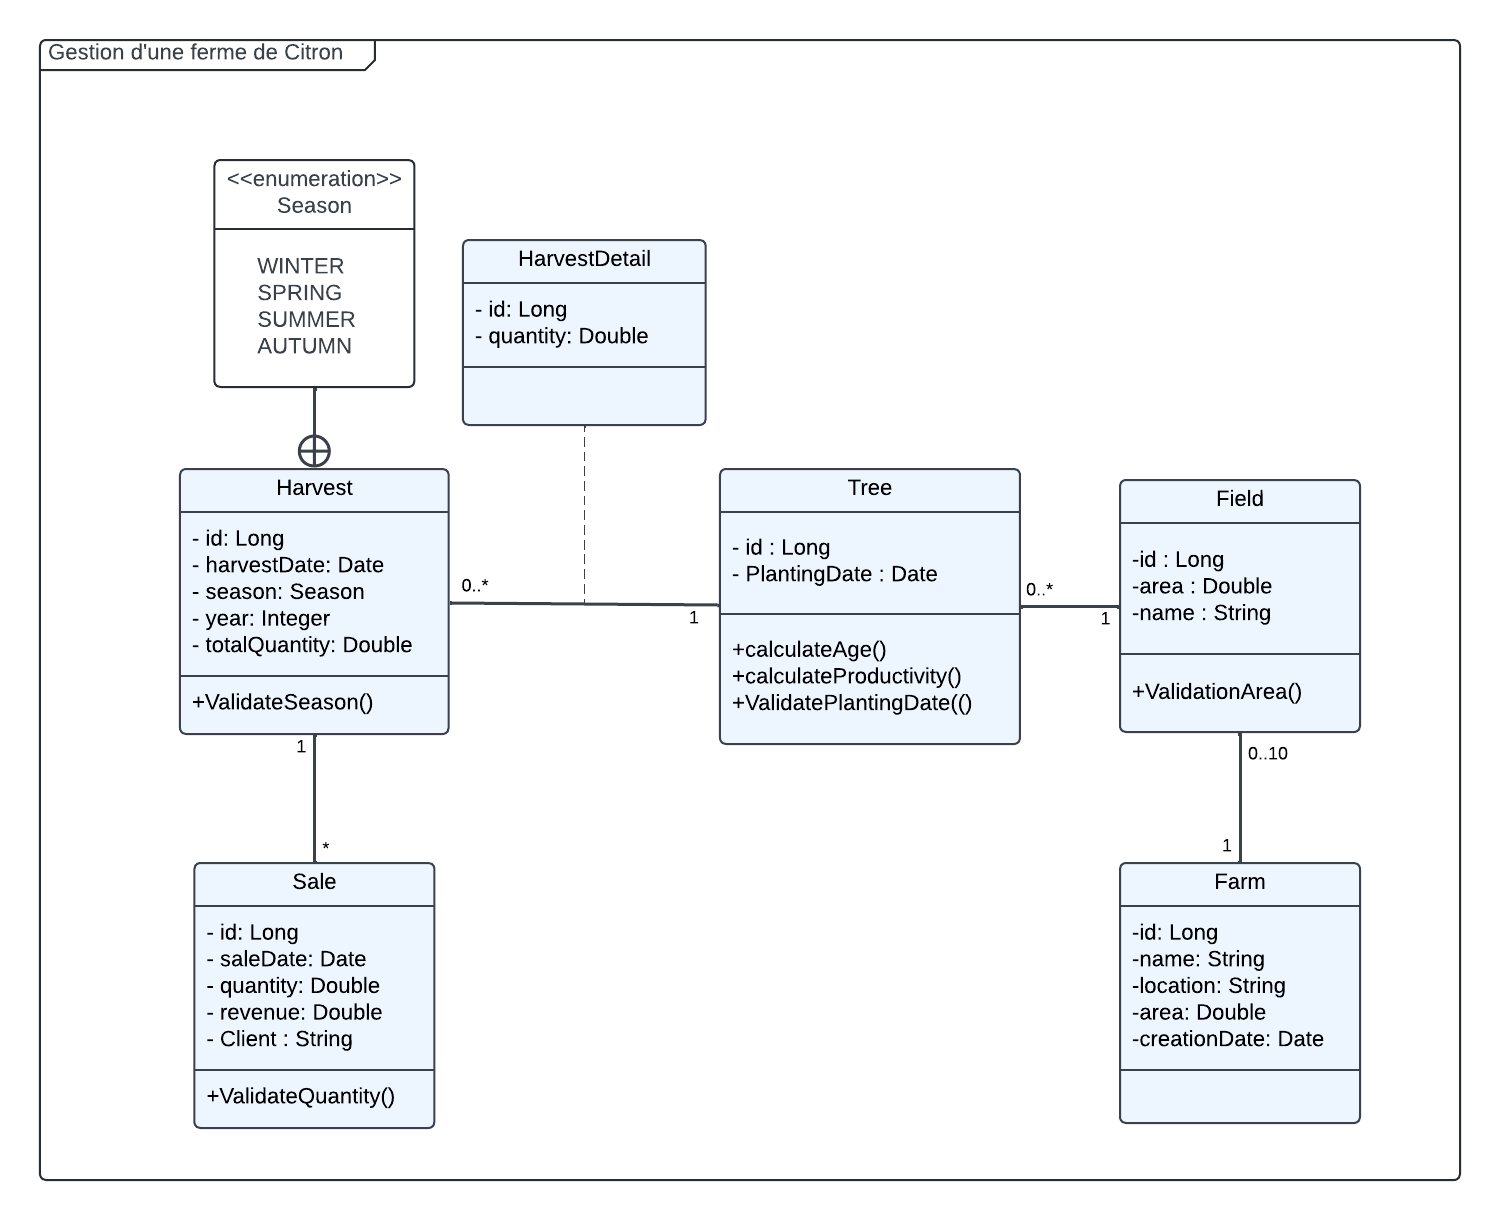 Gestion d'une ferme de Citron
<<enumeration>>
Season
WINTER
SPRING
SUMMER
AUTUMN
HarvestDetail
- id: Long
- quantity: Double
Harvest
- id: Long
- harvestDate: Date
- season: Season
- year: Integer
- totalQuantity: Double
+ValidateSeason()
0..*
1
Tree
- id : Long
- PlantingDate : Date
+calculateAge()
+calculateProductivity()
+ValidatePlantingDate(()
0..*
1
Field
-id : Long
-area : Double
-name : String
+ValidationArea()
1
*
0..10
1
Sale
- id: Long
- saleDate: Date
- quantity: Double
- revenue: Double
- Client : String
+ValidateQuantity()
Farm
-id: Long
-name: String
-location: String
-area: Double
-creationDate: Date